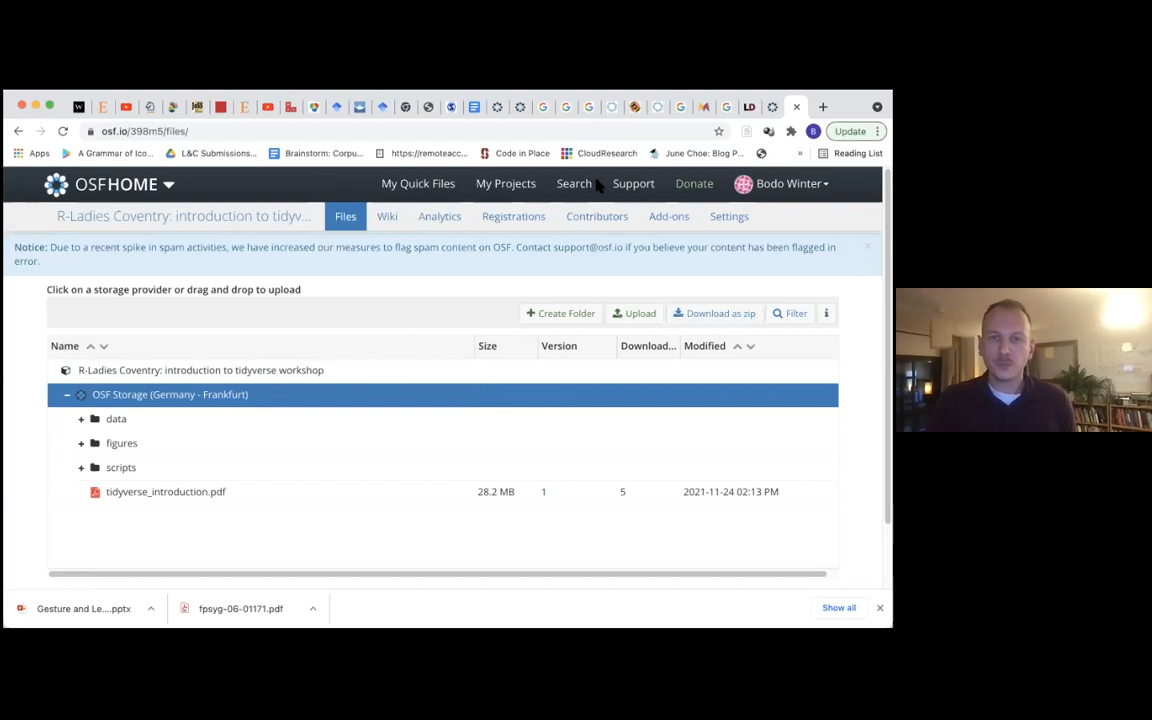 osf.io/398m5/files/
Update
Apps
A Grammar of Ico...
L&C Submissions...
Brainstorm: Corpu...
https://remoteacc...
Code in Place
CloudResearch
June Choe: Blog P...
»
Reading List
OSFHOME
My Quick Files
My Projects
Search
Support
Donate
Bodo Winter
R-Ladies Coventry: introduction to tidyv...
Files
Wiki
Analytics
Registrations
Contributors
Add-ons
Settings
Notice: Due to a recent spike in spam activities, we have increased our measures to flag spam content on OSF. Contact support@osf.io if you believe your content has been flagged in
error.
Click on a storage provider or drag and drop to upload
Create Folder
Upload
Download as zip
Filter
Name
Size
Version
Download...
Modified
R-Ladies Coventry: introduction to tidyverse workshop
OSF Storage (Germany - Frankfurt)
data
figures
scripts
tidyverse_introduction.pdf 28.2 MB 1 5 2021-11-24 02:13 PM
Gesture and Le....pptx
fpsyg-06-01171.pdf
Show all